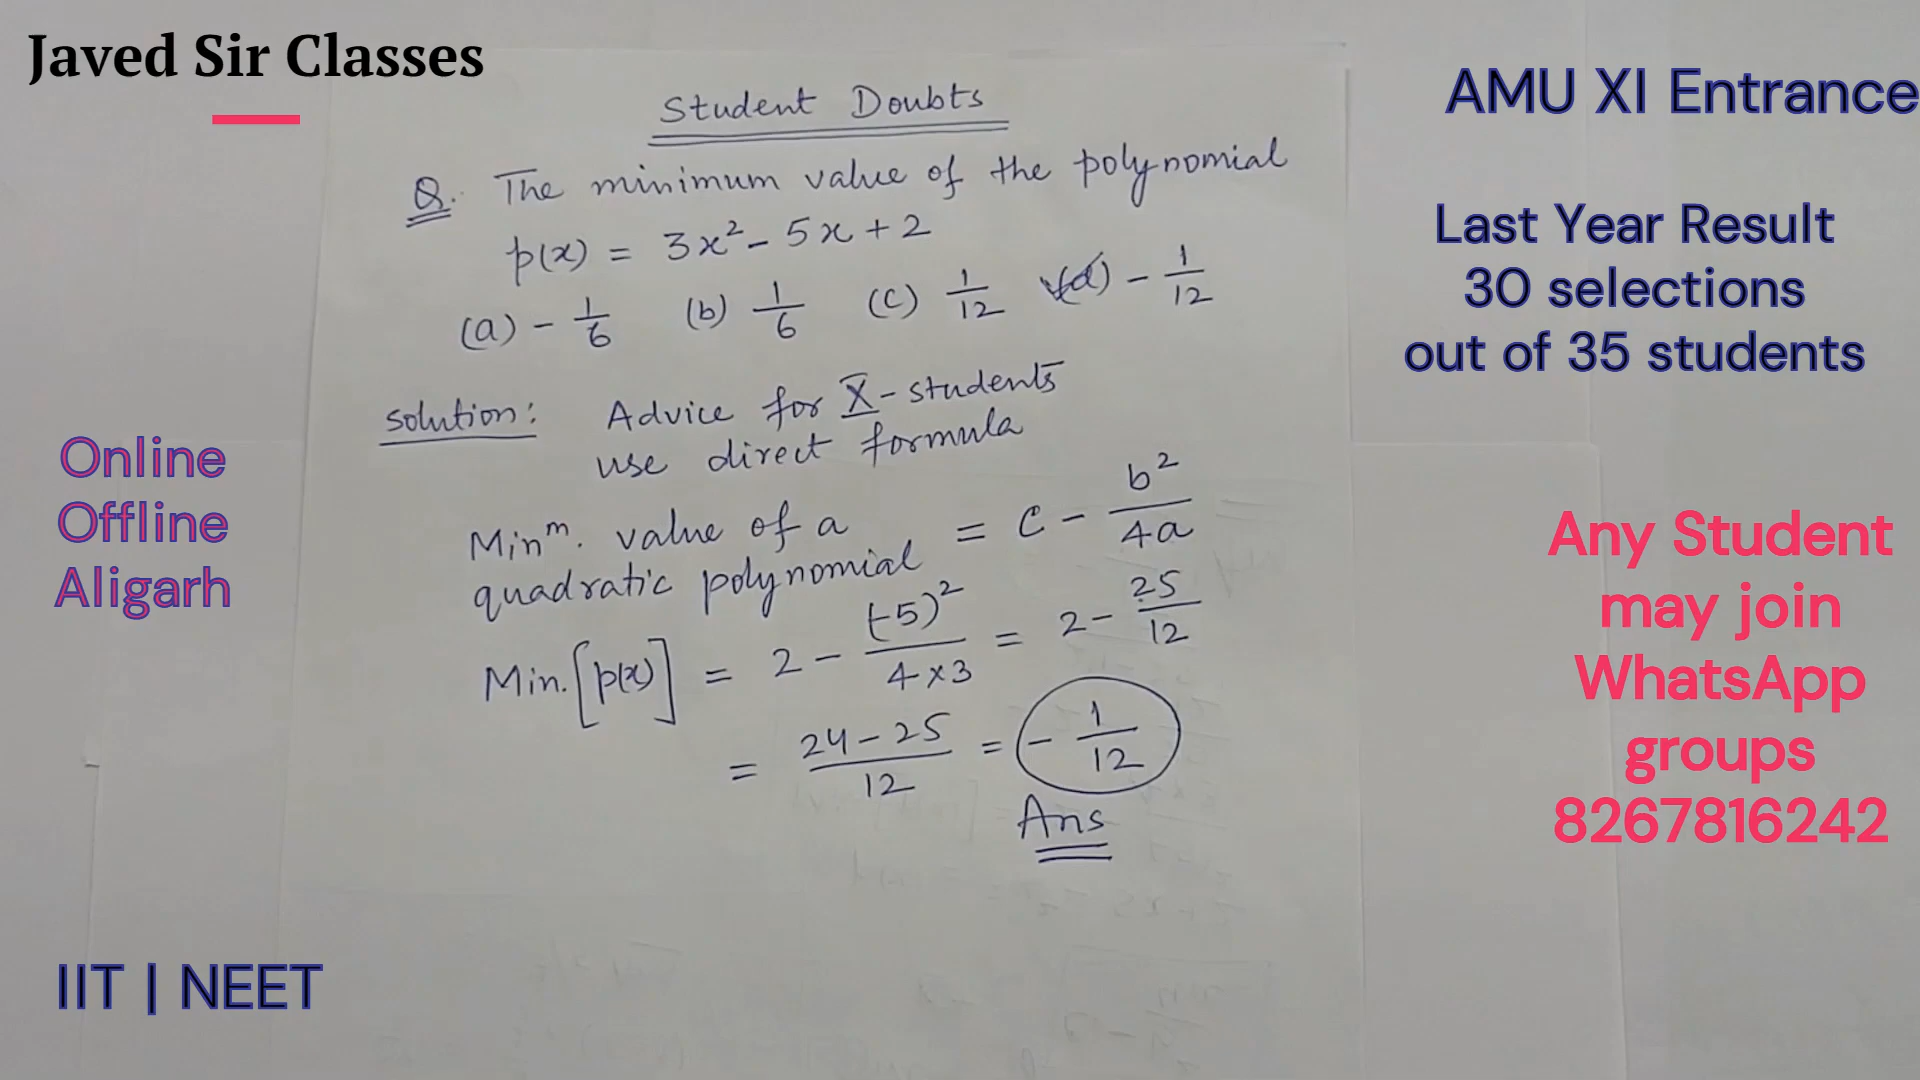 Javed Sir Classes
AMU XI Entrance
Last Year Result
30 selections
out of 35 students
Student Doubts
Q. The minimum value of the polynomial
p(x) = 3x² - 5x + 2
(a) - 1/6 (b) 1/6 (c) 1/12 ✓(d) - 1/12
Solution: Advice for X - students
use direct formula
Minᵐ. value of a
quadratic polynomial = c - b²/4a
Min. [p(x)] = 2 - (-5)²/4×3 = 2 - 25/12
= 24 - 25/12 = - 1/12
Ans
Online
Offline
Aligarh
Any Student
may join
WhatsApp
groups
8267816242
IIT | NEET